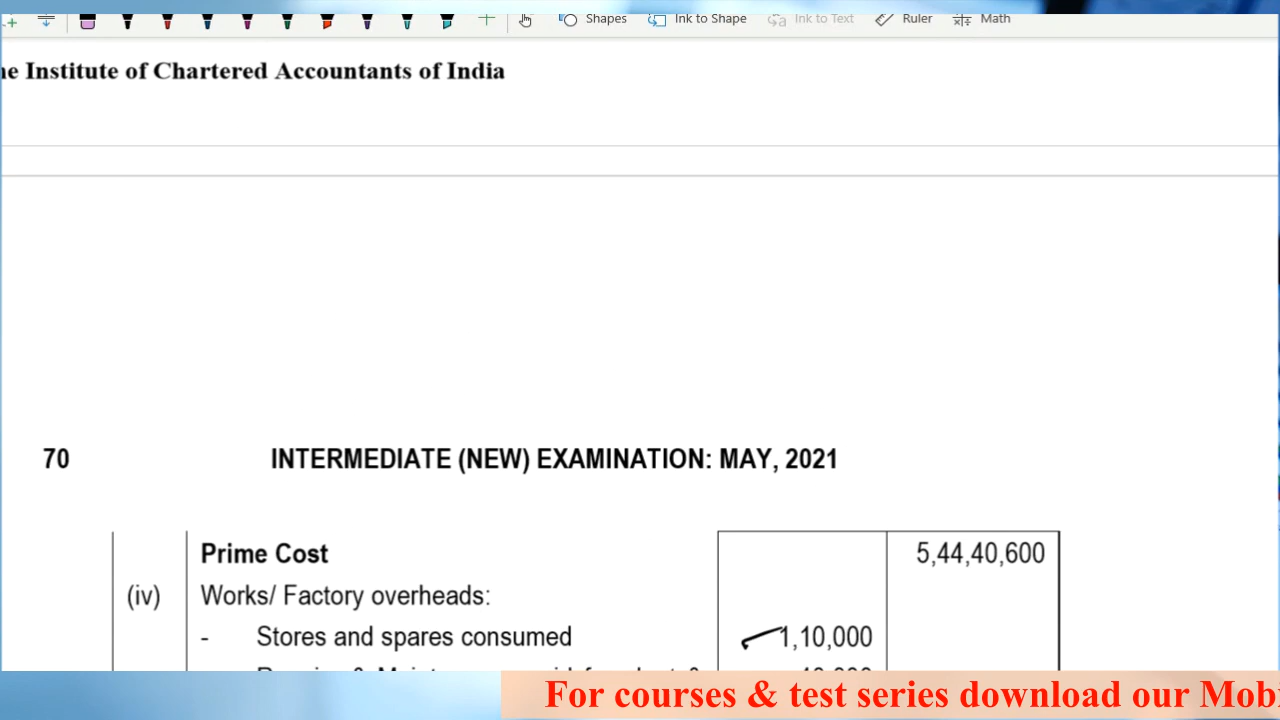 Shapes Ink to Shape Ink to Text Ruler Math
Institute of Chartered Accountants of India
70 INTERMEDIATE (NEW) EXAMINATION: MAY, 2021
Prime Cost 5,44,40,600
(iv) Works/ Factory overheads:
- Stores and spares consumed 1,10,000
For courses & test series download our